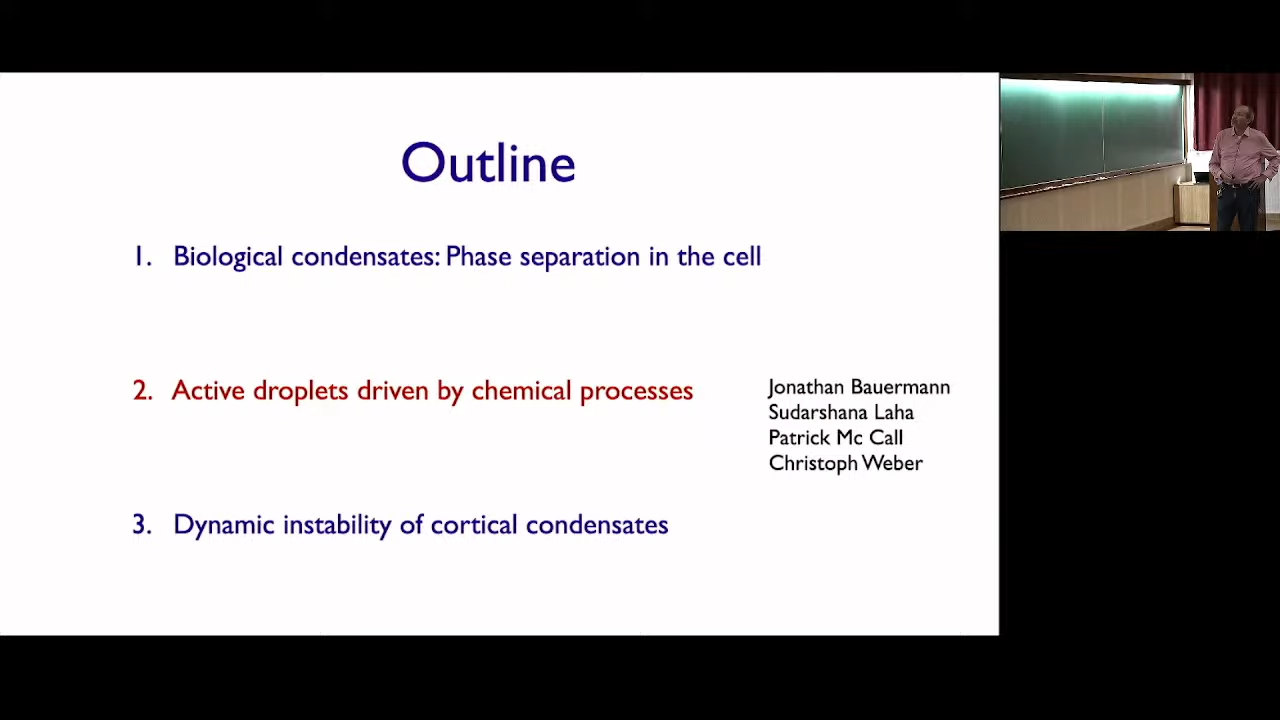 Outline
1. Biological condensates: Phase separation in the cell
2. Active droplets driven by chemical processes
Jonathan Bauermann
Sudarshana Laha
Patrick Mc Call
Christoph Weber
3. Dynamic instability of cortical condensates